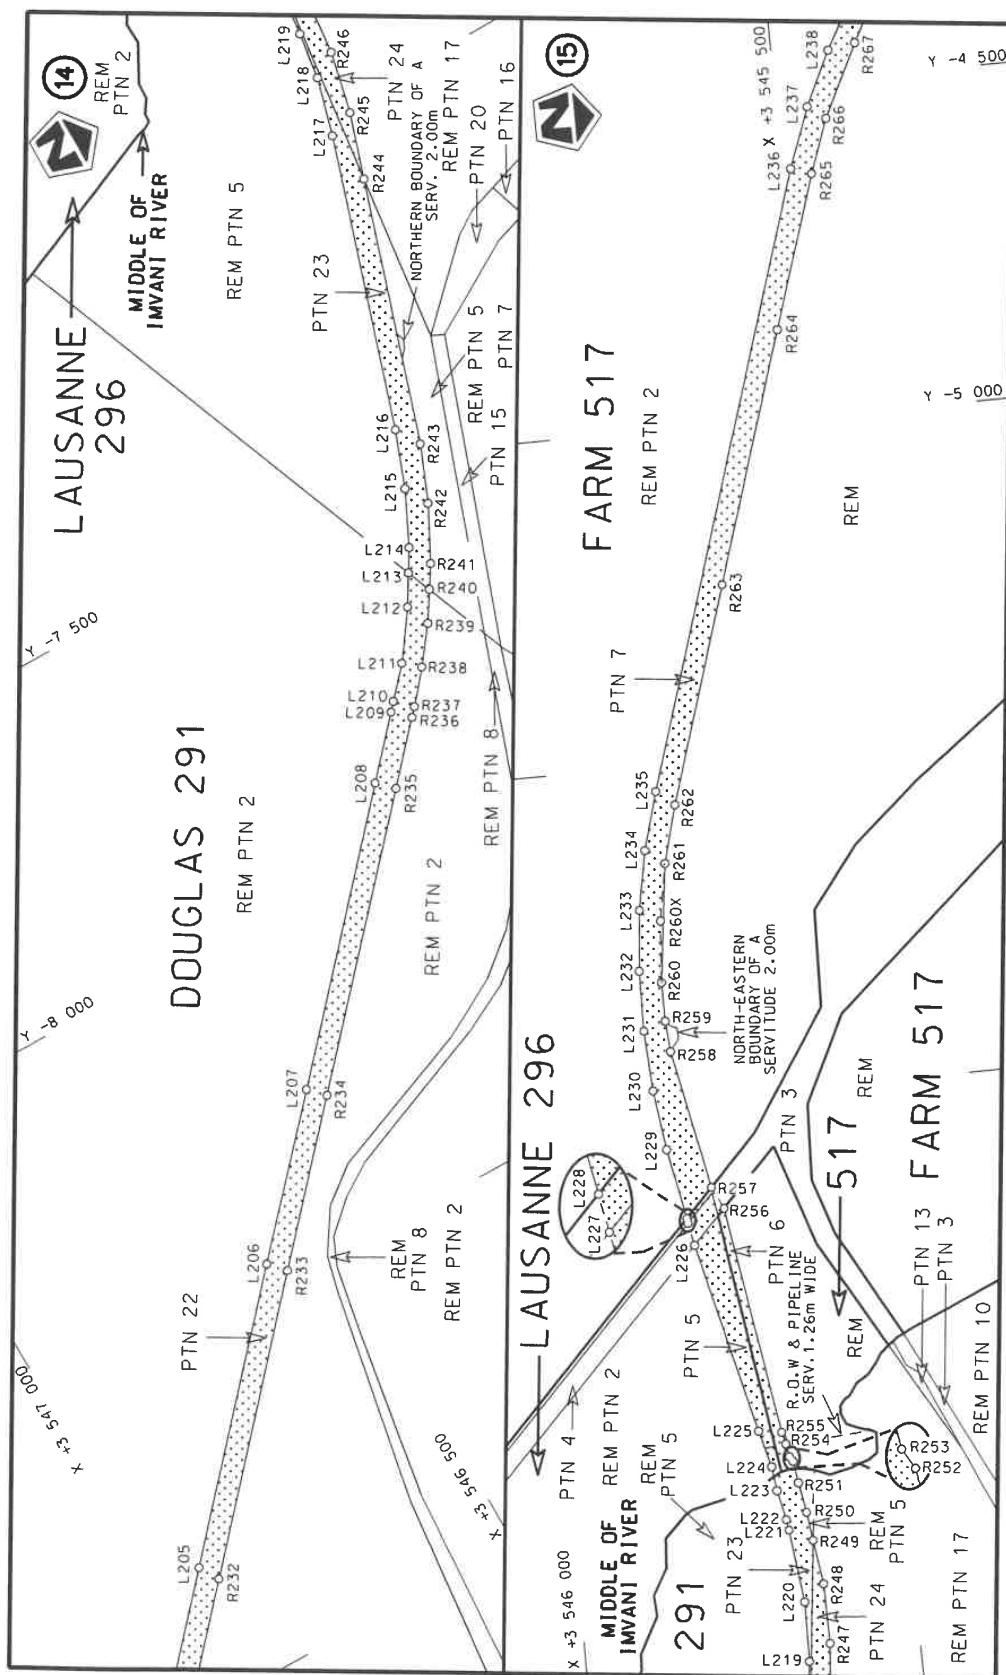 14
LAUSANNE
296
REM
PTN 2
MIDDLE OF
IMVANI RIVER
REM PTN 5
PTN 23
L219
L218
L217
R246
R245
R244
PTN 24
NORTHERN BOUNDARY OF A
SERV. 2.00m
REM PTN 17
PTN 20
PTN 16
L216
L215
L214
L213
L212
L211
L210
L209
L208
R243
R242
R241
R240
R239
R238
R237
R236
R235
REM PTN 5
PTN 7
PTN 15
REM PTN 8
Y -7 500
DOUGLAS 291
REM PTN 2
REM PTN 2
Y -8 000
L207
R234
L206
R233
REM
PTN 8
REM PTN 2
PTN 22
X +3 547 000
X +3 546 500
L205
R232
15
X +3 545 500
Y -4 500
L238
R267
L237
R266
L236
R265
R264
Y -5 000
FARM 517
REM PTN 2
REM
R263
PTN 7
L235
R262
L234
R261
L233
R260X
L232
R260
L231
R259
R258
L230
L229
NORTH-EASTERN
BOUNDARY OF A
SERVITUDE 2.00m
LAUSANNE 296
L228
L227
L226
R257
R256
PTN 3
REM
517
FARM 517
PTN 6
PTN 5
R.O.W & PIPELINE
SERV. 1.26m WIDE
REM
PTN 13
PTN 3
REM PTN 10
PTN 4
REM PTN 2
REM
PTN 5
L225
L224
L223
L222
L221
L220
L219
R255
R254
R253
R252
R251
R250
R249
R248
R247
X +3 546 000
MIDDLE OF
IMVANI RIVER
291
PTN 23
PTN 24
REM
PTN 5
REM PTN 17